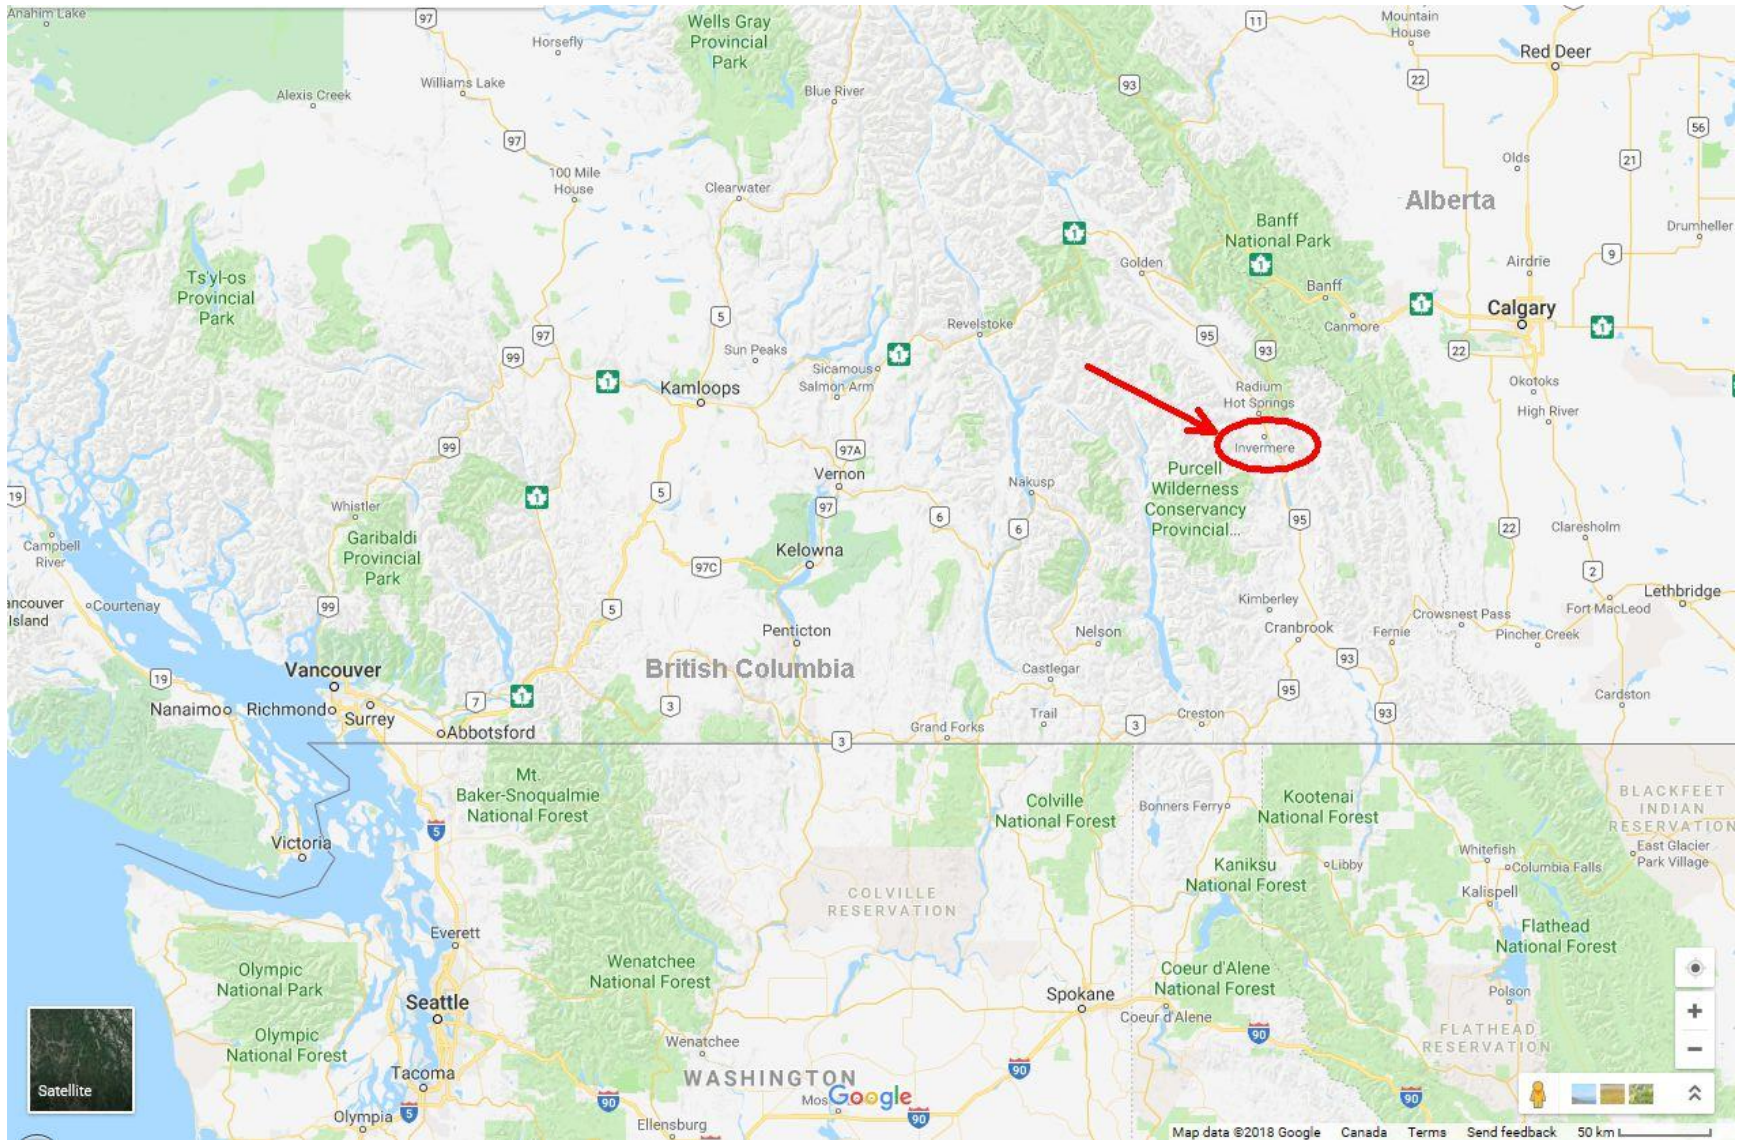 Anahim Lake
97
Horsefly
Wells Gray
Provincial
Park
11
Mountain
House
Red Deer
Williams Lake
Alexis Creek
Blue River
93
22
97
56
100 Mile
House
Clearwater
Olds
21
Alberta
Banff
National Park
Drumheller
1
Ts'yl-os
Provincial
Park
Golden
1
Airdrie
9
Banff
Calgary
1
1
5
Revelstoke
Canmore
97
99
Sun Peaks
1
95
93
22
Sicamous
Salmon Arm
1
Kamloops
Radium
Hot Springs
Okotoks
High River
99
97A
Invermere
Vernon
Purcell
Wilderness
Conservancy
Provincial...
19
1
5
Nakusp
Whistler
97
6
6
95
22
Claresholm
Garibaldi
Provincial
Park
Campbell
River
Kelowna
97C
2
ancouver
Island
Courtenay
99
5
Kimberley
Crowsnest Pass
Fort MacLeod
Lethbridge
Penticton
Nelson
Cranbrook
Fernie
Pincher Creek
Vancouver
British Columbia
Castlegar
93
19
95
Cardston
Nanaimo
Richmond
Surrey
7
1
3
Abbotsford
Grand Forks
Trail
3
Creston
93
3
Mt.
Baker-Snoqualmie
National Forest
Colville
National Forest
Bonners Ferry
Kootenai
National Forest
BLACKFEET
INDIAN
RESERVATION
5
Victoria
Whitefish
East Glacier
Park Village
Kaniksu
National Forest
Libby
Columbia Falls
COLVILLE
RESERVATION
Kalispell
Everett
Flathead
National Forest
Olympic
National Park
Wenatchee
National Forest
Coeur d'Alene
National Forest
Seattle
Spokane
Coeur d'Alene
Polson
Olympic
National Forest
Wenatchee
90
FLATHEAD
RESERVATION
Tacoma
WASHINGTON
90
Satellite
Mos
Google
Olympia
5
90
90
90
Ellensburg
Map data ©2018 Google Canada Terms Send feedback 50 km